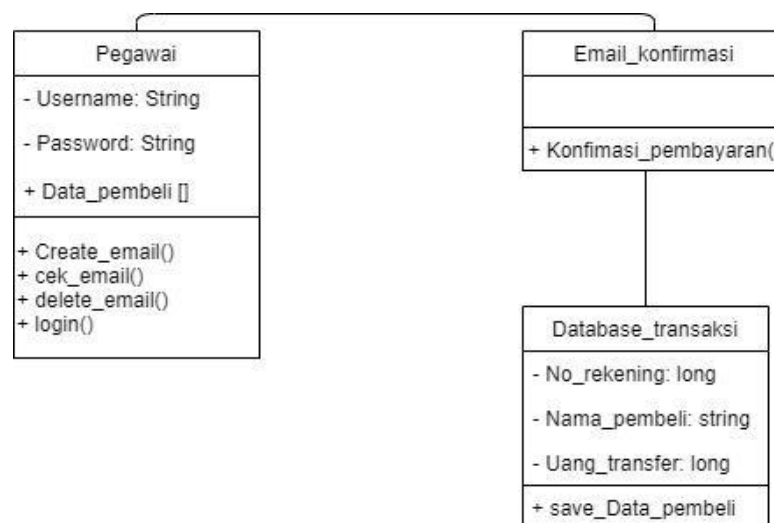 Pegawai
- Username: String
- Password: String
+ Data_pembeli []
+ Create_email()
+ cek_email()
+ delete_email()
+ login()
Email_konfirmasi
+ Konfimasi_pembayaran(
Database_transaksi
- No_rekening: long
- Nama_pembeli: string
- Uang_transfer: long
+ save_Data_pembeli